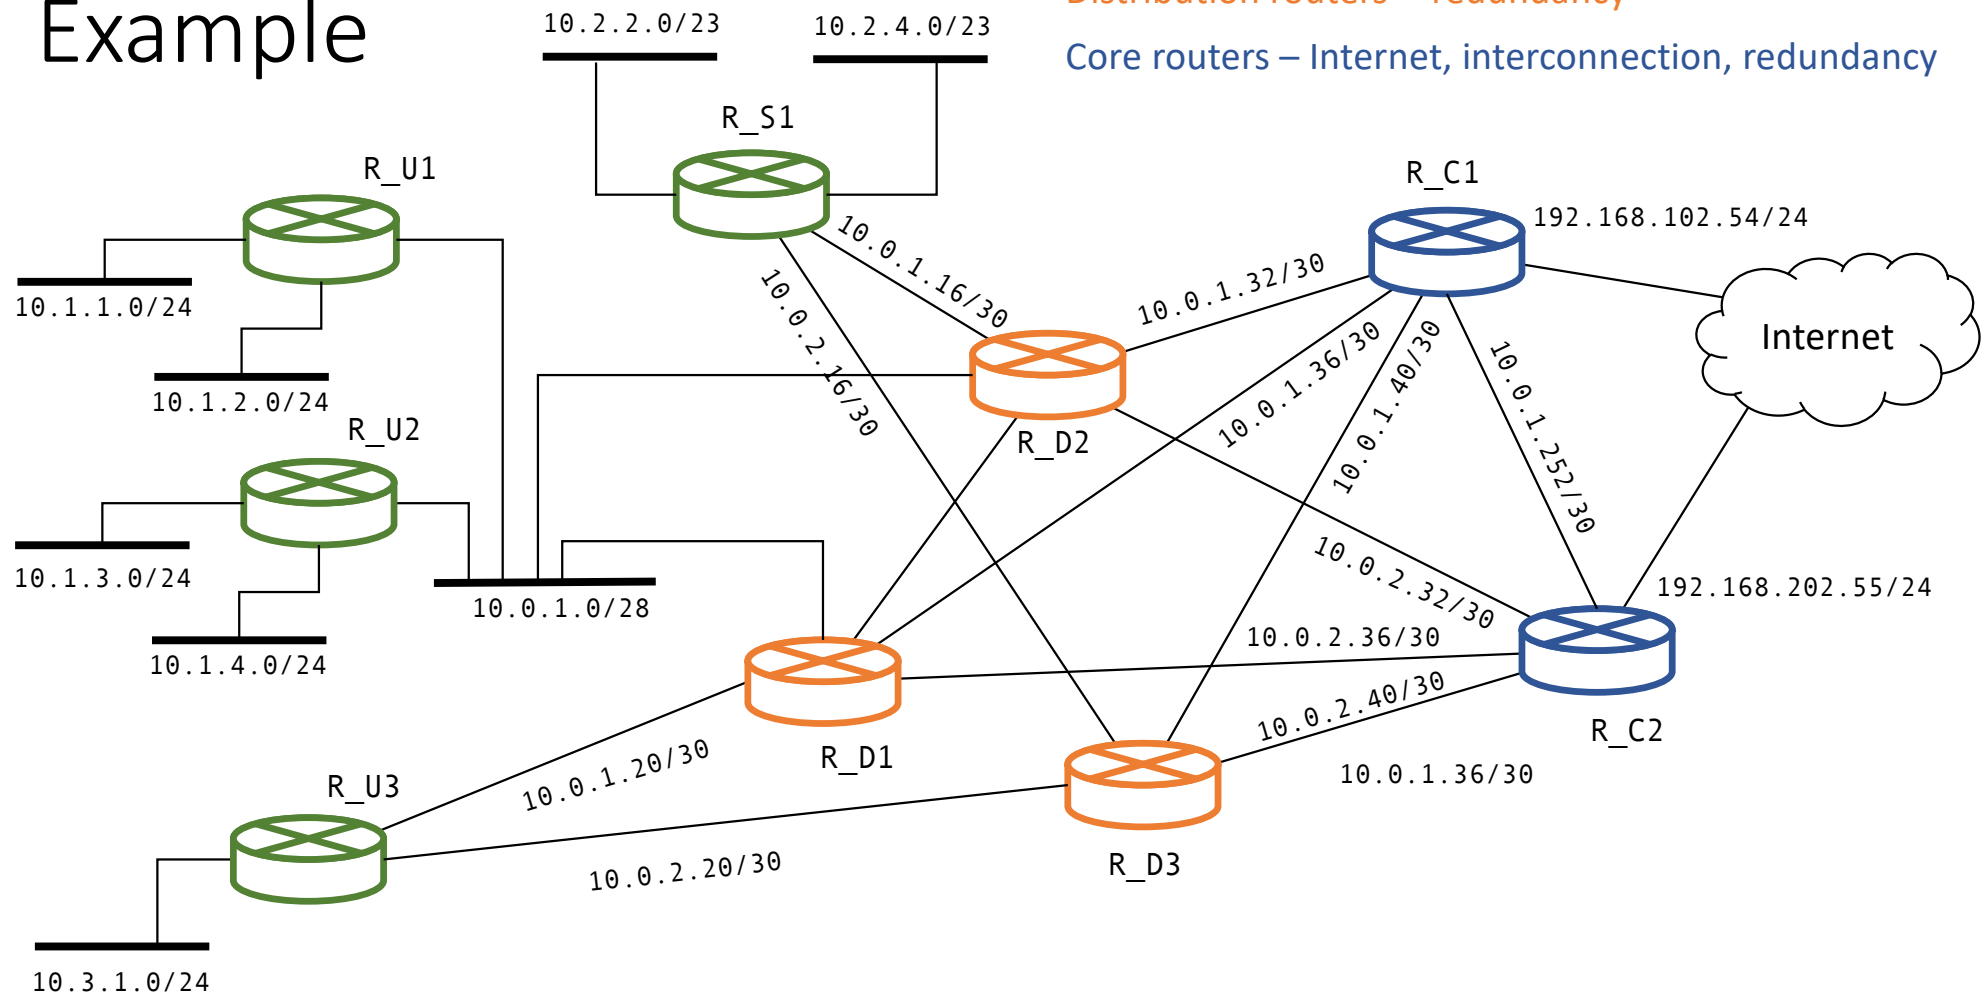 Example
Distribution routers – redundancy
Core routers – Internet, interconnection, redundancy
10.2.2.0/23
10.2.4.0/23
R_S1
R_U1
R_C1
192.168.102.54/24
10.0.1.16/30
10.0.1.32/30
10.1.1.0/24
10.0.2.16/30
Internet
10.0.1.36/30
10.0.1.40/30
10.0.1.252/30
10.1.2.0/24
R_U2
R_D2
10.1.3.0/24
10.0.1.0/28
10.0.2.32/30
192.168.202.55/24
10.0.2.36/30
10.1.4.0/24
10.0.2.40/30
R_C2
R_D1
10.0.1.20/30
10.0.1.36/30
R_U3
R_D3
10.0.2.20/30
10.3.1.0/24